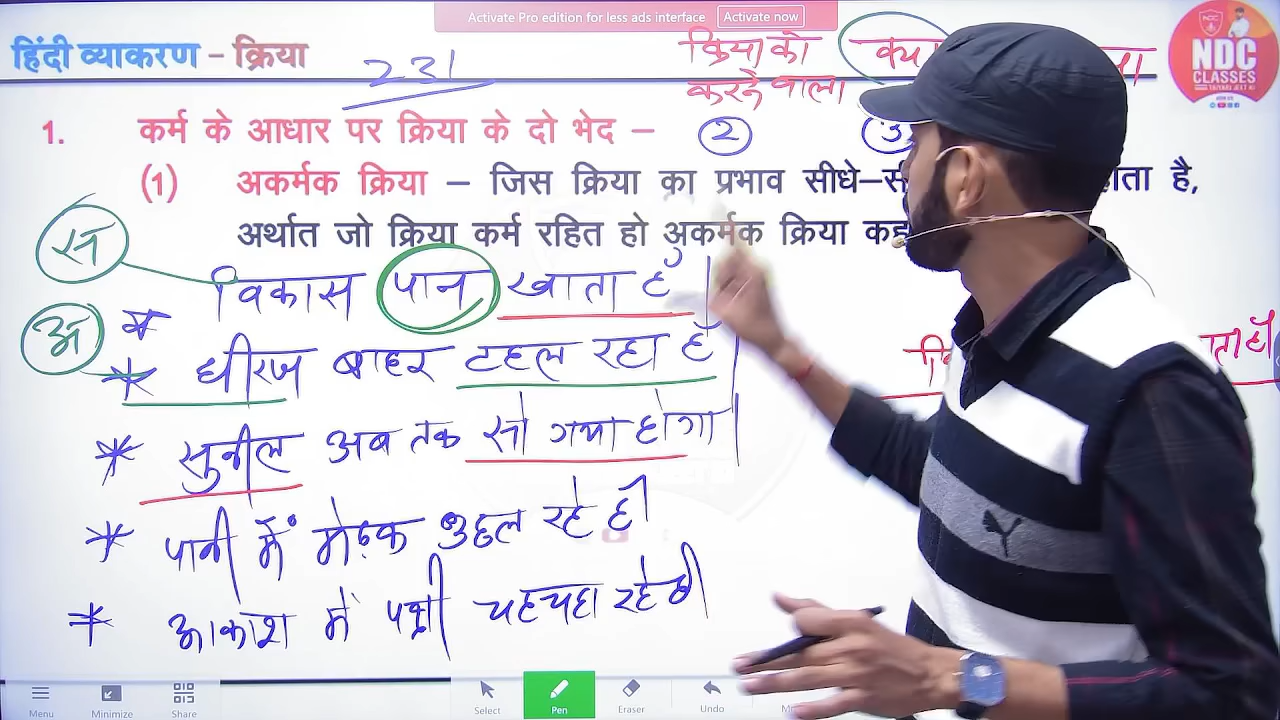 Activate Pro edition for less ads interface Activate now
हिंदी व्याकरण – क्रिया
231
क्रिया को
करने वाला
NDC
CLASSES
1. कर्म के आधार पर क्रिया के दो भेद –
2
3
(1) अकर्मक क्रिया – जिस क्रिया का प्रभाव सीधे–सी होता है,
अर्थात जो क्रिया कर्म रहित हो अकर्मक क्रिया कह
स
विकास पान खाता है।
अ
* धीरज बाहर टहल रहा है।
* सुनील अब तक सो गया होगा।
* पानी में मेढ़क उछल रहे हैं।
* आकाश में पक्षी चहचहा रहे हैं।
Menu
Minimize
Share
Select
Pen
Eraser
Undo